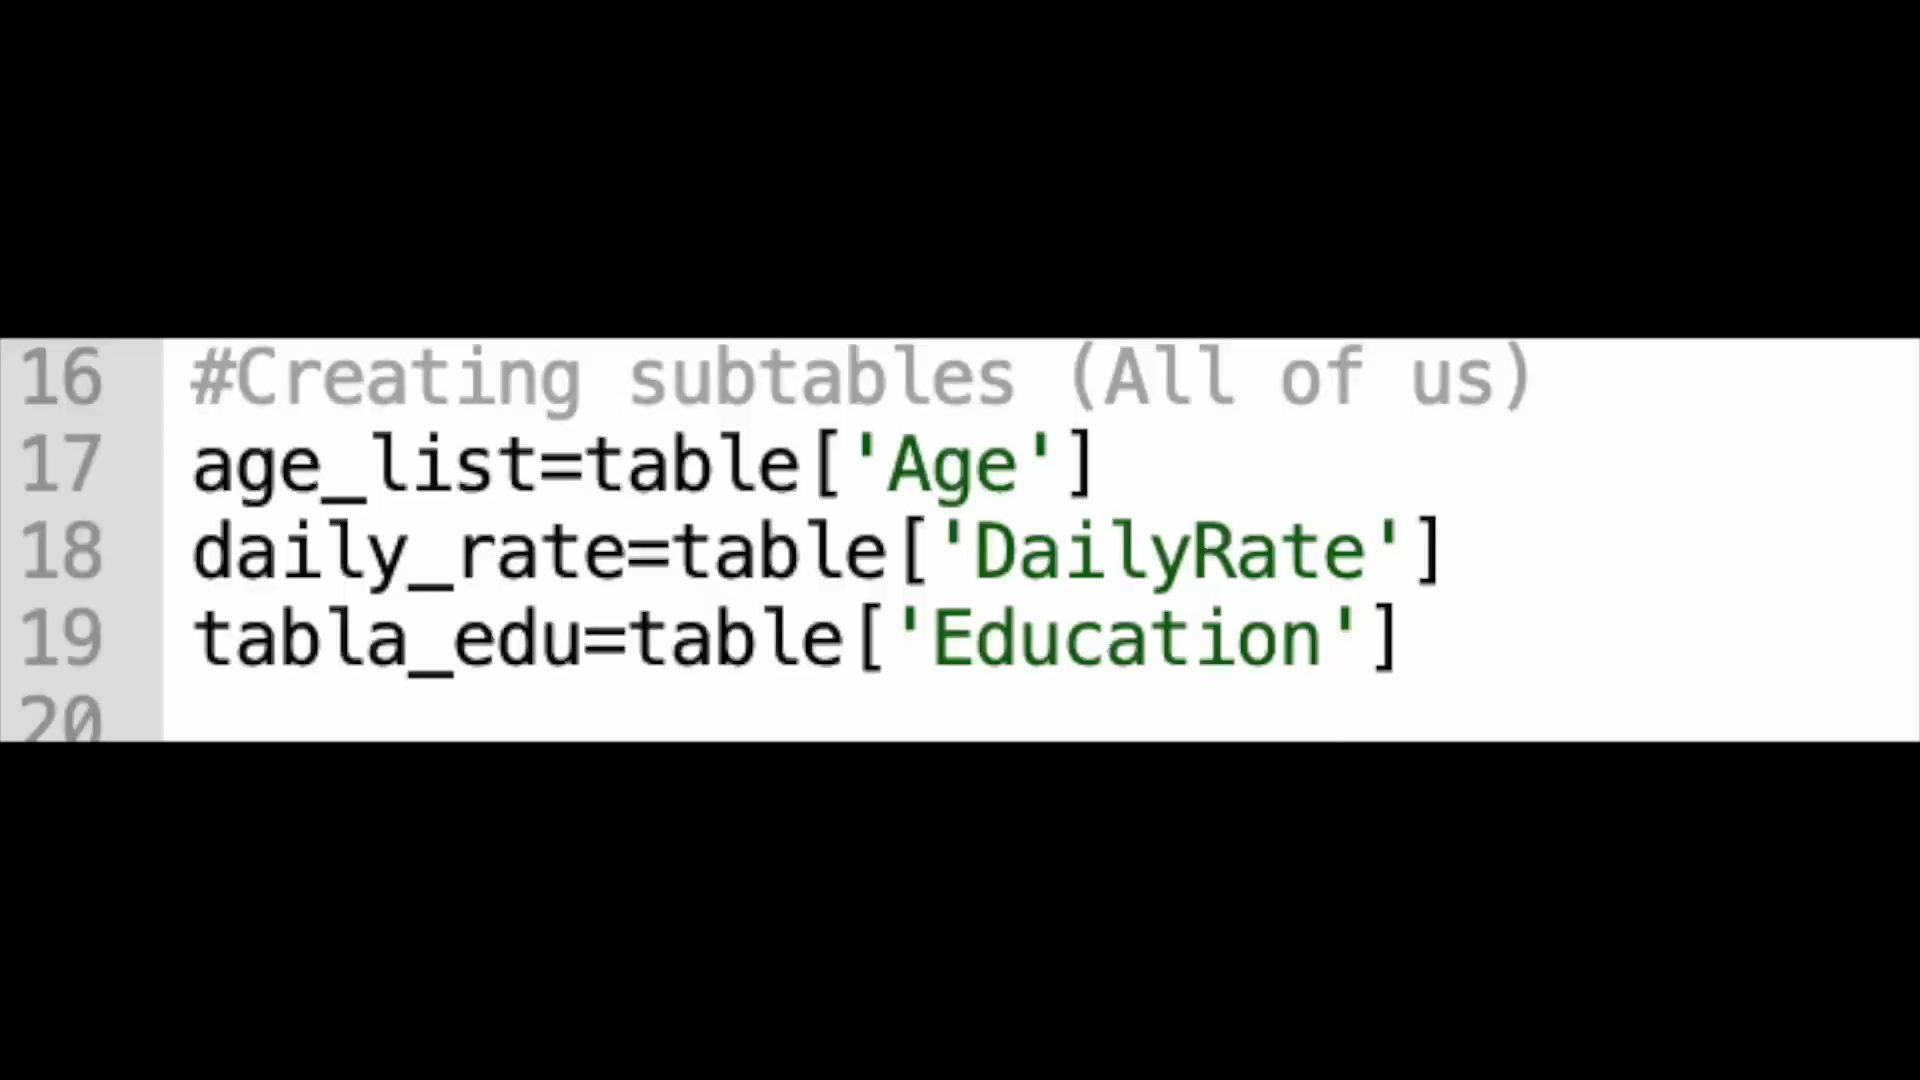 16 #Creating subtables (All of us)
17 age_list=table['Age']
18 daily_rate=table['DailyRate']
19 tabla_edu=table['Education']
20